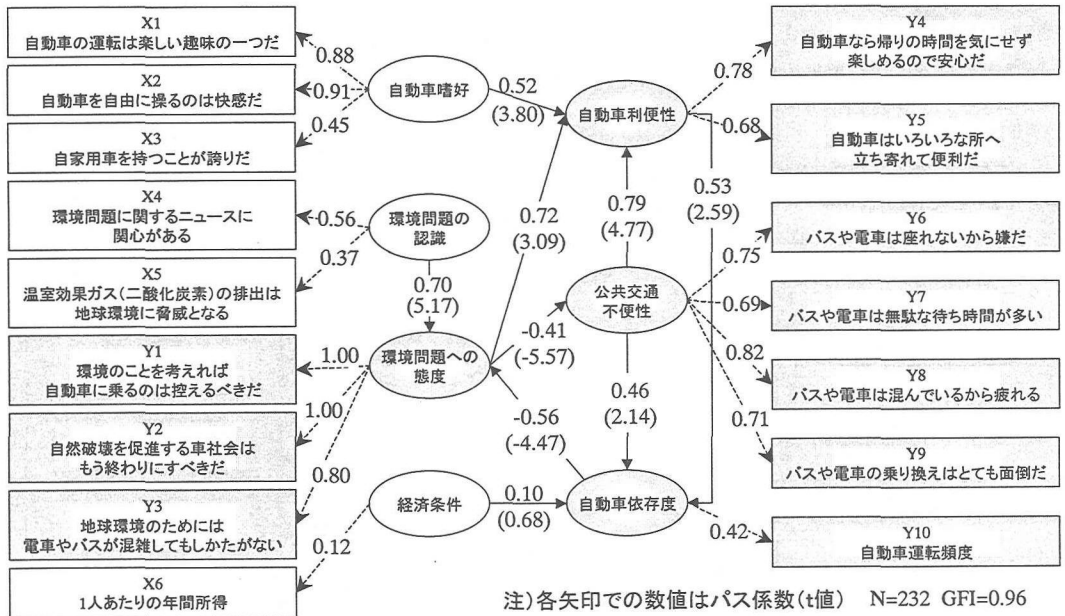 X1
自動車の運転は楽しい趣味の一つだ
X2
自動車を自由に操るのは快感だ
X3
自家用車を持つことが誇りだ
X4
環境問題に関するニュースに
関心がある
X5
温室効果ガス(二酸化炭素)の排出は
地球環境に脅威となる
Y1
環境のことを考えれば
自動車に乗るのは控えるべきだ
Y2
自然破壊を促進する車社会は
もう終わりにすべきだ
Y3
地球環境のためには
電車やバスが混雑してもしかたがない
X6
1人あたりの年間所得
0.88
0.91
0.45
0.56
0.37
1.00
1.00
0.80
0.12
自動車嗜好
環境問題の
認識
0.70
(5.17)
環境問題への
態度
経済条件
0.52
(3.80)
0.72
(3.09)
-0.41
(-5.57)
-0.56
(-4.47)
0.10
(0.68)
自動車利便性
0.79
(4.77)
公共交通
不便性
0.46
(2.14)
自動車依存度
0.53
(2.59)
0.78
0.68
0.75
0.69
0.82
0.71
0.42
Y4
自動車なら帰りの時間を気にせず
楽しめるので安心だ
Y5
自動車はいろいろな所へ
立ち寄れて便利だ
Y6
バスや電車は座れないから嫌だ
Y7
バスや電車は無駄な待ち時間が多い
Y8
バスや電車は混んでいるから疲れる
Y9
バスや電車の乗り換えはとても面倒だ
Y10
自動車運転頻度
注)各矢印での数値はパス係数(t値) N=232 GFI=0.96